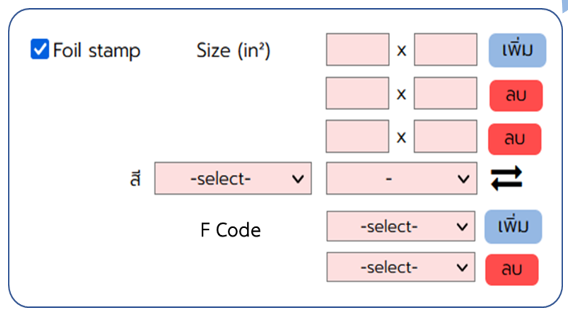 Foil stamp Size (in²) x เพิ่ม
x ลบ
x ลบ
สี -select- -
F Code -select- เพิ่ม
-select- ลบ